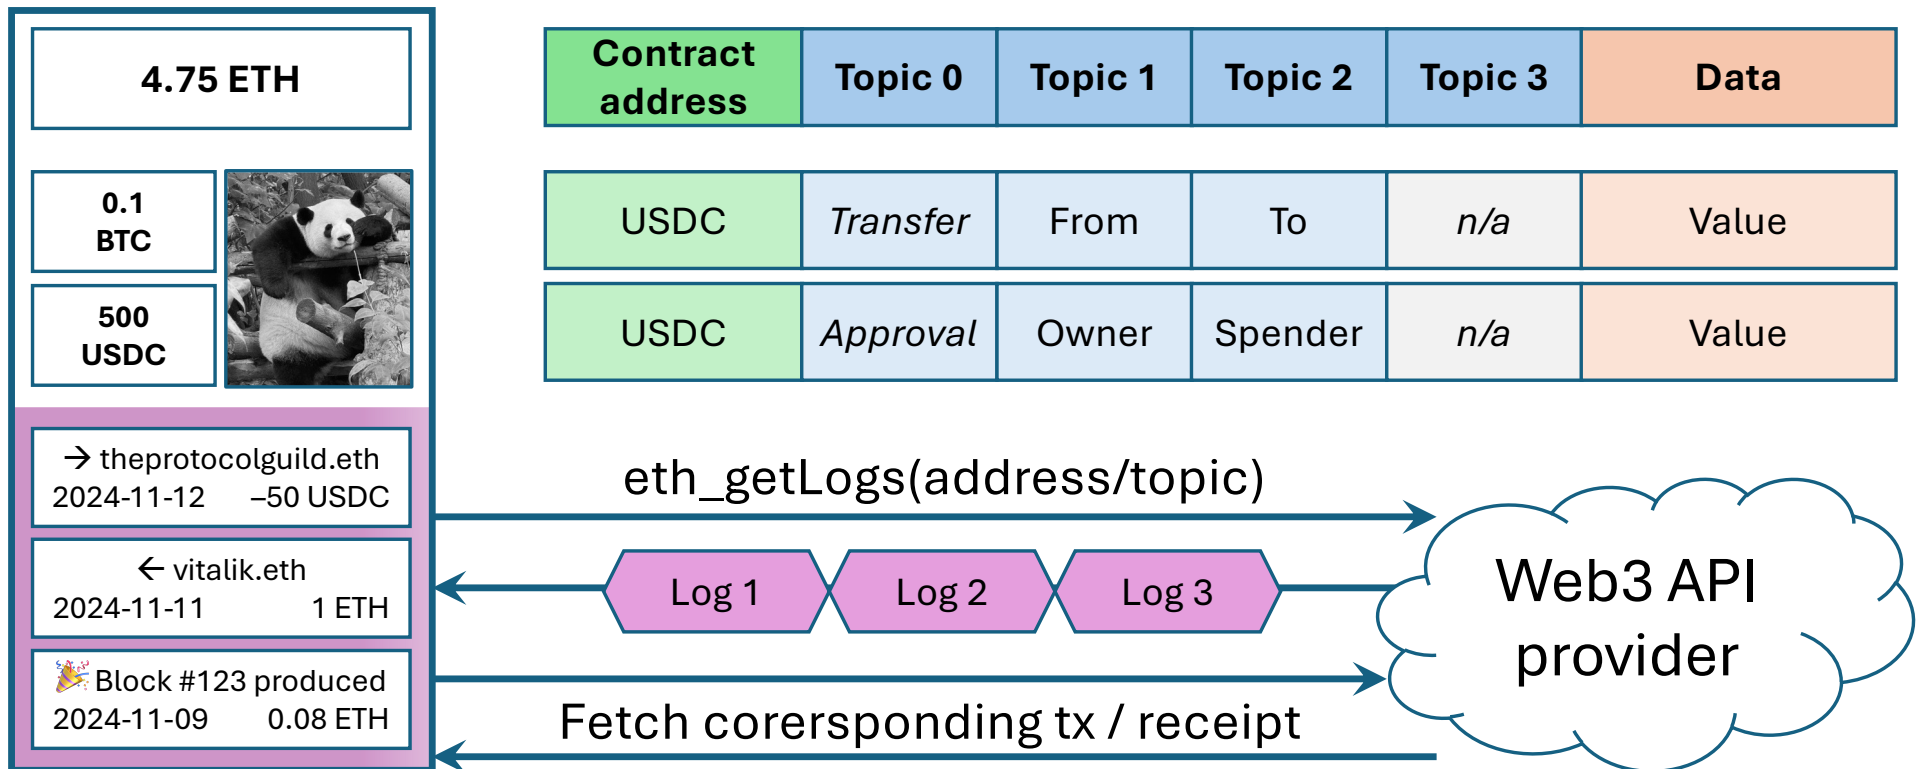 4.75 ETH
0.1
BTC
500
USDC
→ theprotocolguild.eth
2024-11-12 –50 USDC
← vitalik.eth
2024-11-11 1 ETH
🎉 Block #123 produced
2024-11-09 0.08 ETH
Contract
address
Topic 0
Topic 1
Topic 2
Topic 3
Data
USDC
Transfer
From
To
n/a
Value
USDC
Approval
Owner
Spender
n/a
Value
eth_getLogs(address/topic)
Log 1
Log 2
Log 3
Fetch corersponding tx / receipt
Web3 API
provider